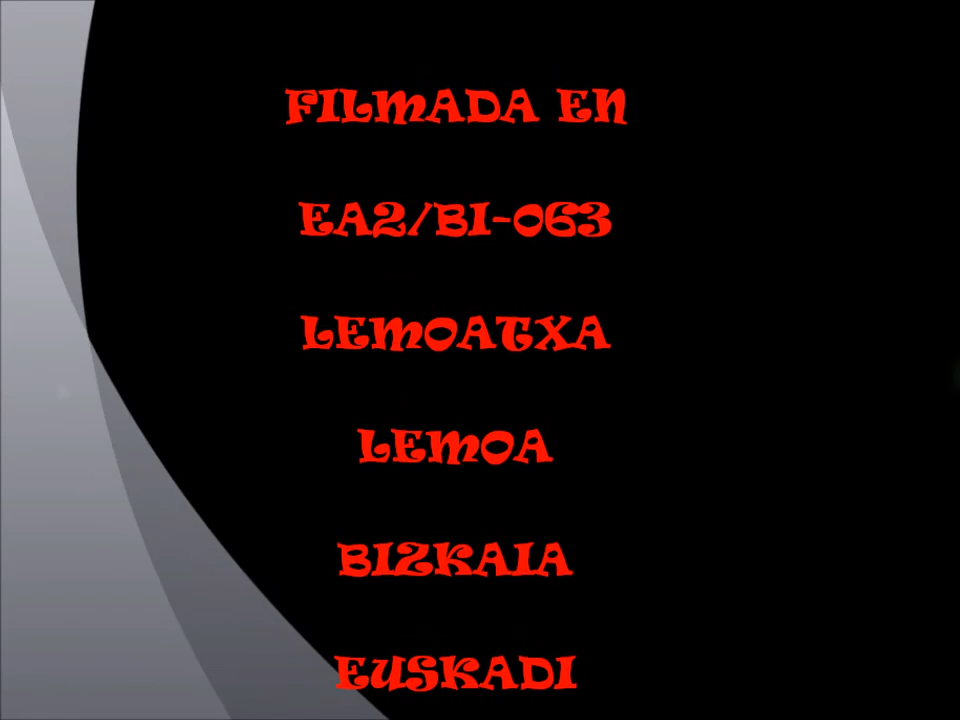 FILMADA EN
EA2/BI-063
LEMOATXA
LEMOA
BIZKAIA
EUSKADI